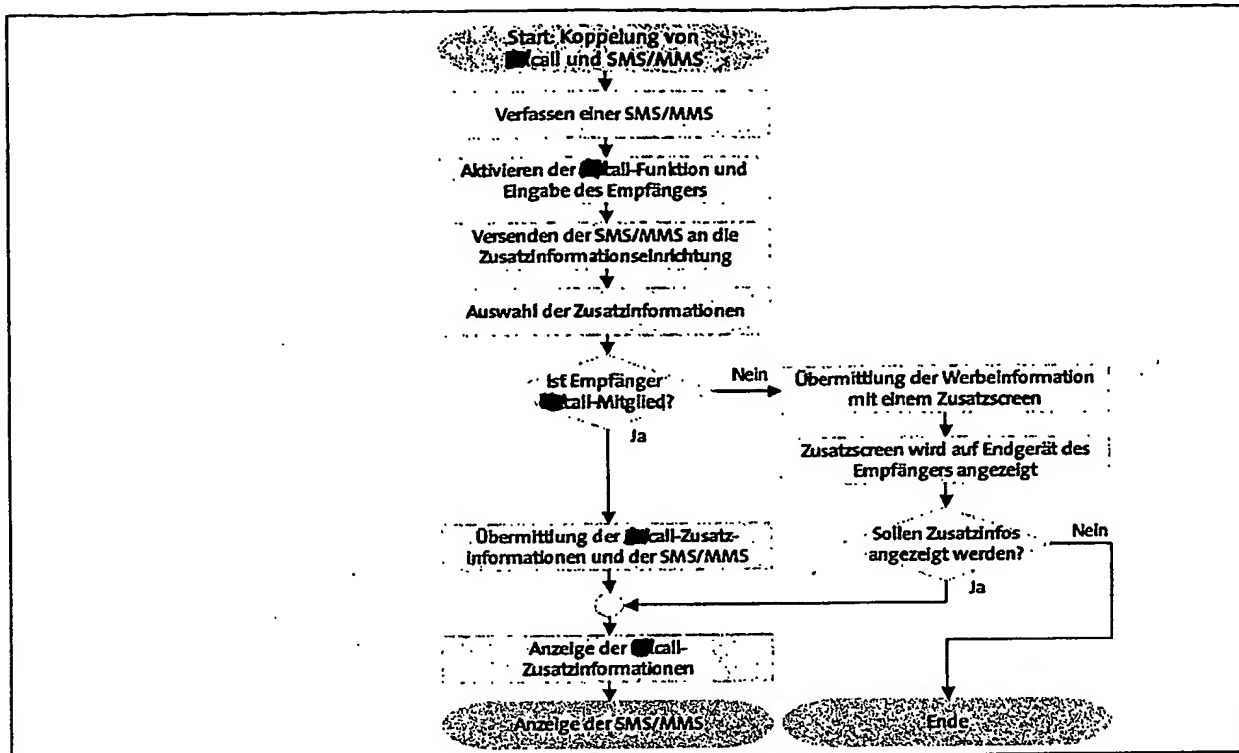 Start: Koppelung von
call und SMS/MMS
Verfassen einer SMS/MMS
Aktivieren der call-Funktion und
Eingabe des Empfängers
Versenden der SMS/MMS an die
Zusatzinformationseinrichtung
Auswahl der Zusatzinformationen
Ist Empfänger
call-Mitglied?
Nein
Ja
Übermittlung der Werbeinformation
mit einem Zusatzscreen
Zusatzscreen wird auf Endgerät des
Empfängers angezeigt
Sollen Zusatzinfos
angezeigt werden?
Nein
Ja
Übermittlung der call-Zusatz-
informationen und der SMS/MMS
Anzeige der call-
Zusatzinformationen
Anzeige der SMS/MMS
Ende